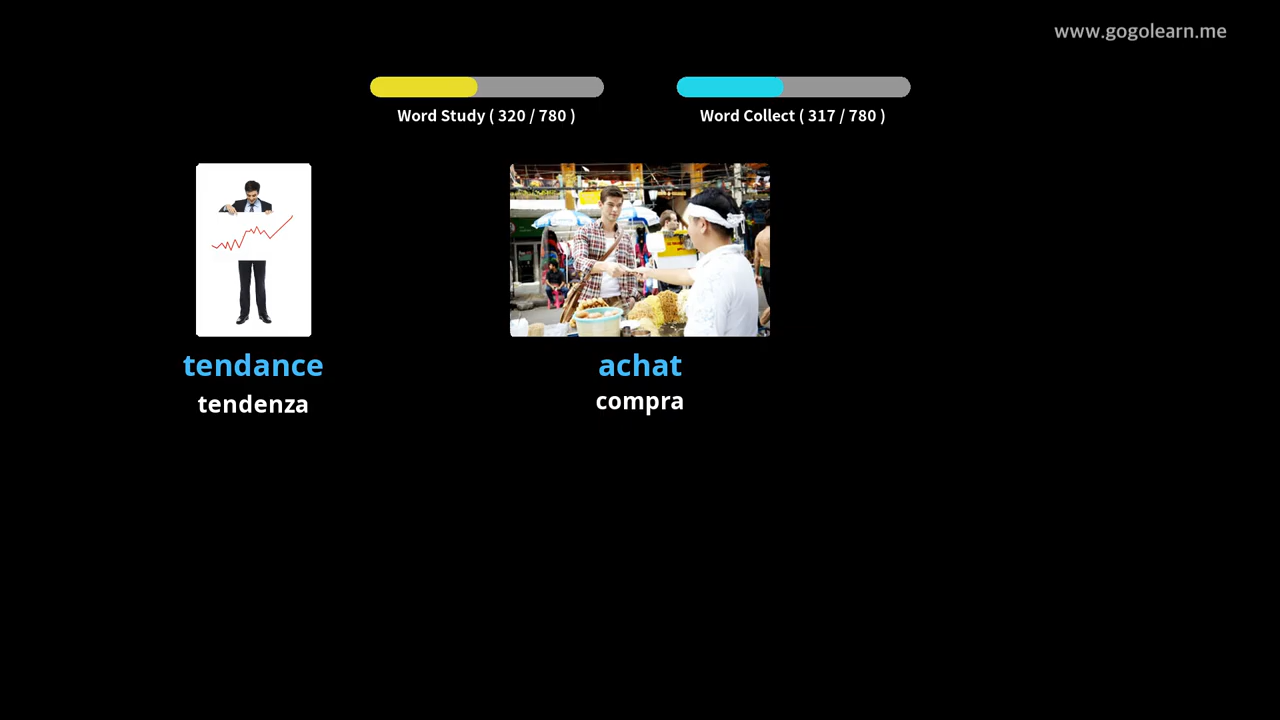 www.gogolearn.me
Word Study ( 320 / 780 )
Word Collect ( 317 / 780 )
tendance
tendenza
achat
compra